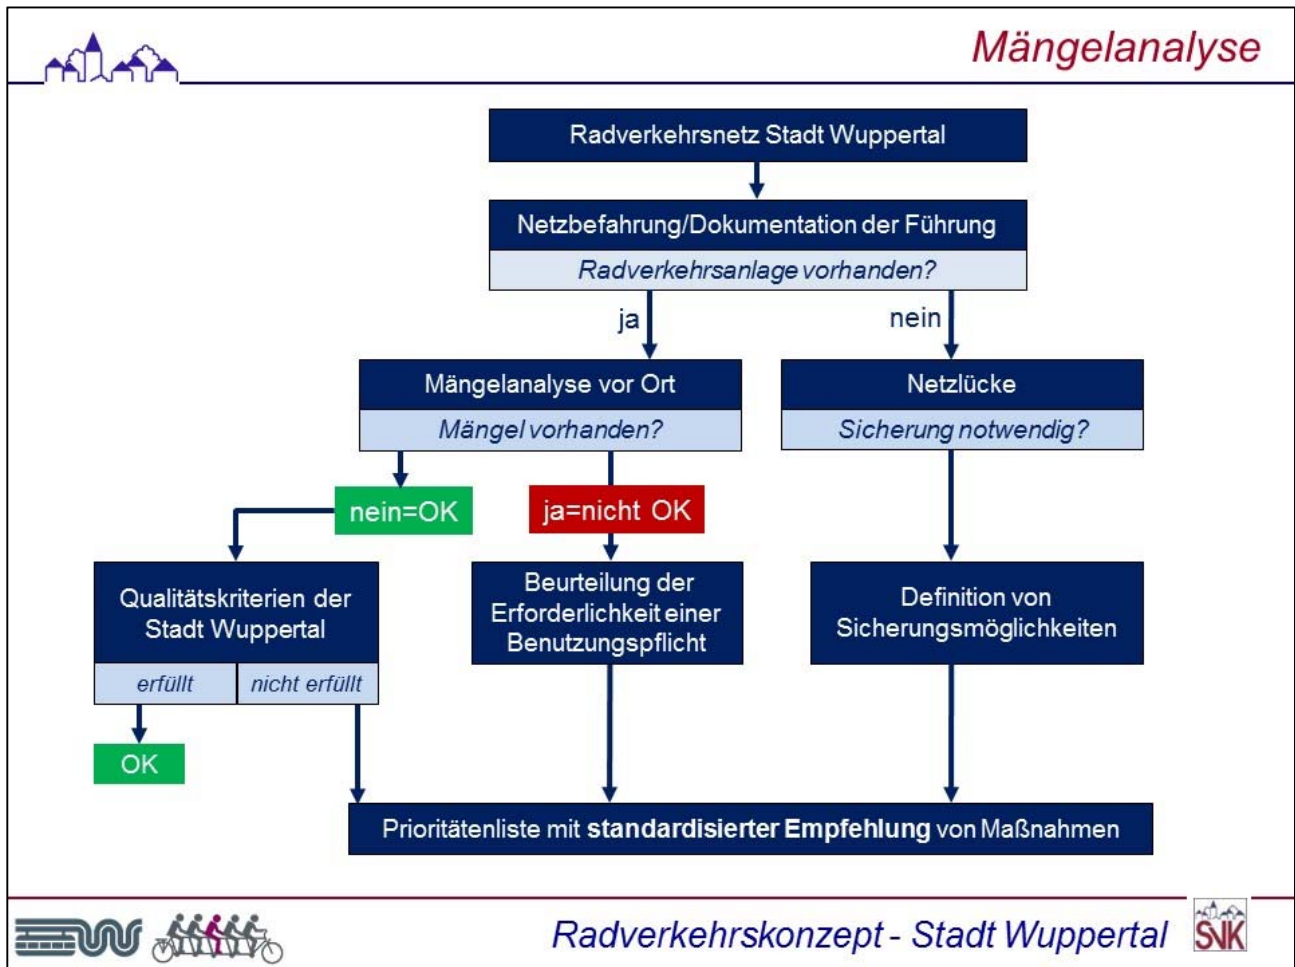 Mängelanalyse
Radverkehrsnetz Stadt Wuppertal
Netzbefahrung/Dokumentation der Führung
Radverkehrsanlage vorhanden?
ja
nein
Mängelanalyse vor Ort
Mängel vorhanden?
Netzlücke
Sicherung notwendig?
nein=OK
ja=nicht OK
Qualitätskriterien der
Stadt Wuppertal
erfüllt
nicht erfüllt
Beurteilung der
Erforderlichkeit einer
Benutzungspflicht
Definition von
Sicherungsmöglichkeiten
OK
Prioritätenliste mit standardisierter Empfehlung von Maßnahmen
Radverkehrskonzept - Stadt Wuppertal
SVK